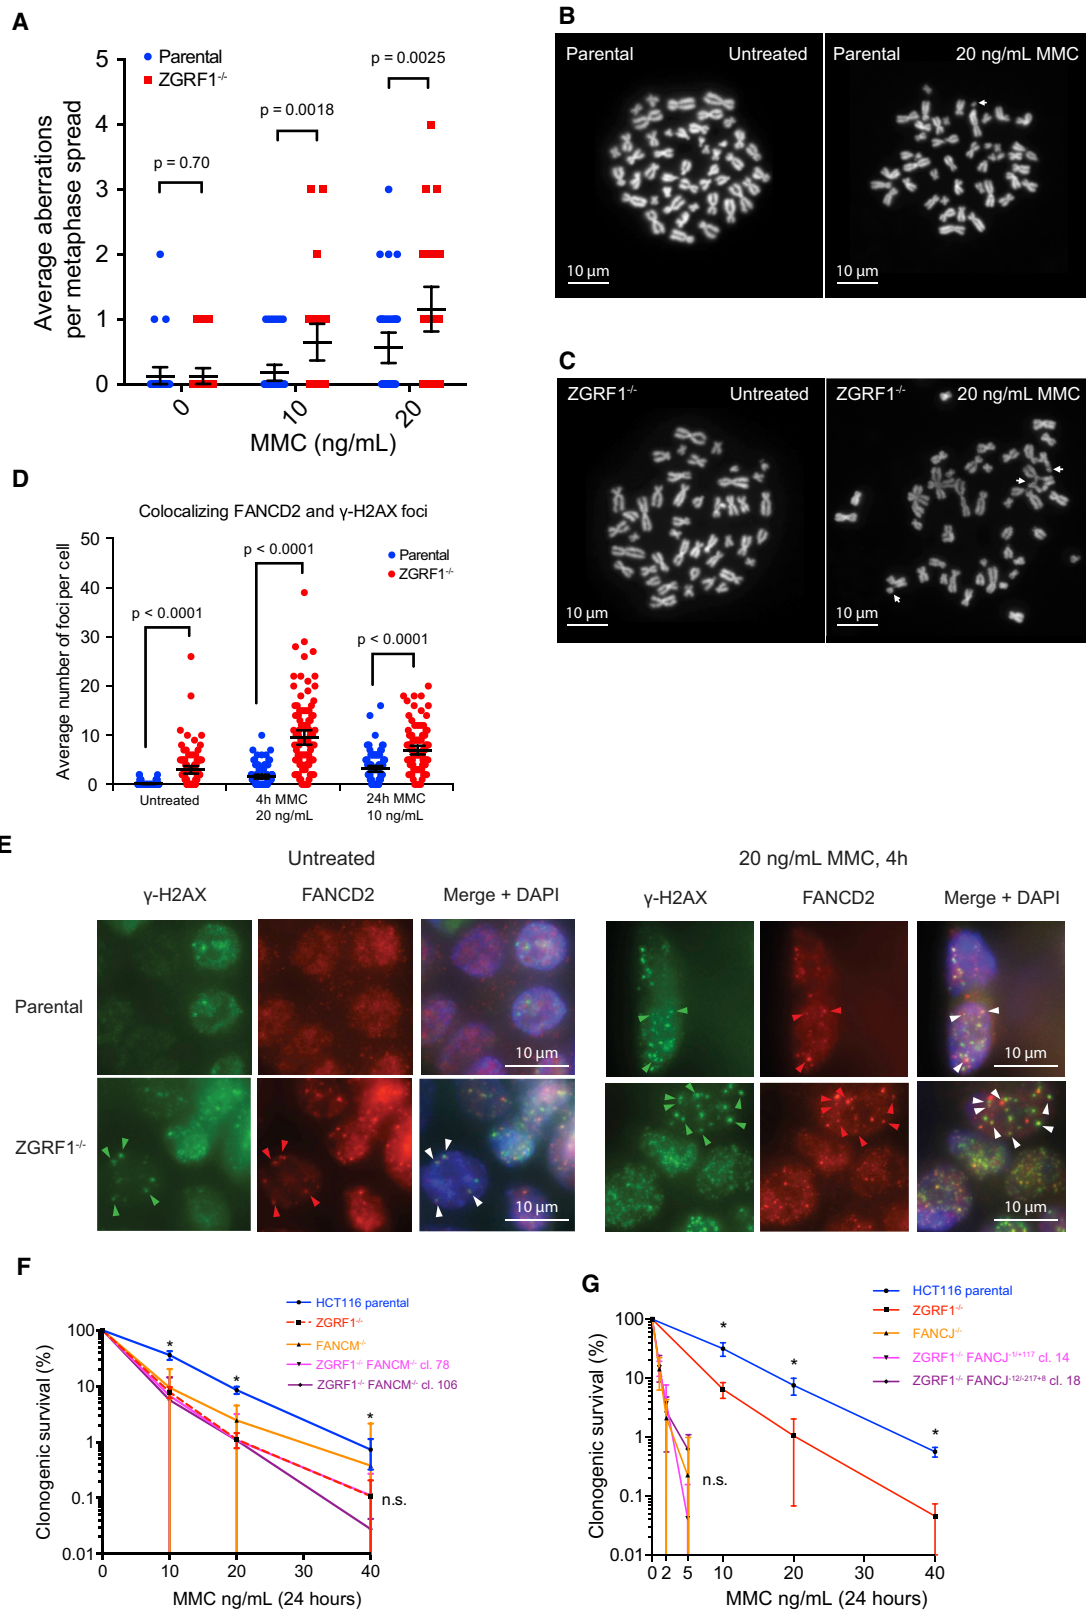 A
Parental
ZGRF1-/-
p = 0.70
p = 0.0018
p = 0.0025
Average aberrations
per metaphase spread
5
4
3
2
1
0
0
10
20
MMC (ng/mL)
B
Parental
Untreated
10 µm
Parental
20 ng/mL MMC
10 µm
C
ZGRF1-/-
Untreated
10 µm
ZGRF1-/-
20 ng/mL MMC
10 µm
D
Colocalizing FANCD2 and γ-H2AX foci
Parental
ZGRF1-/-
p < 0.0001
p < 0.0001
p < 0.0001
Average number of foci per cell
50
40
30
20
10
0
Untreated
4h MMC
20 ng/mL
24h MMC
10 ng/mL
E
Untreated
20 ng/mL MMC, 4h
γ-H2AX
FANCD2
Merge + DAPI
γ-H2AX
FANCD2
Merge + DAPI
Parental
10 µm
10 µm
ZGRF1-/-
10 µm
10 µm
F
HCT116 parental
ZGRF1-/-
FANCM-/-
ZGRF1-/- FANCM-/- cl. 78
ZGRF1-/- FANCM-/- cl. 106
Clonogenic survival (%)
100
10
1
0.1
0.01
*
*
*
n.s.
0
10
20
30
40
MMC ng/mL (24 hours)
G
HCT116 parental
ZGRF1-/-
FANCJ-/-
ZGRF1-/- FANCJ-1/+117 cl. 14
ZGRF1-/- FANCJ-12/-217+8 cl. 18
Clonogenic survival (%)
100
10
1
0.1
0.01
*
*
*
n.s.
0
2
5
10
20
30
40
MMC ng/mL (24 hours)